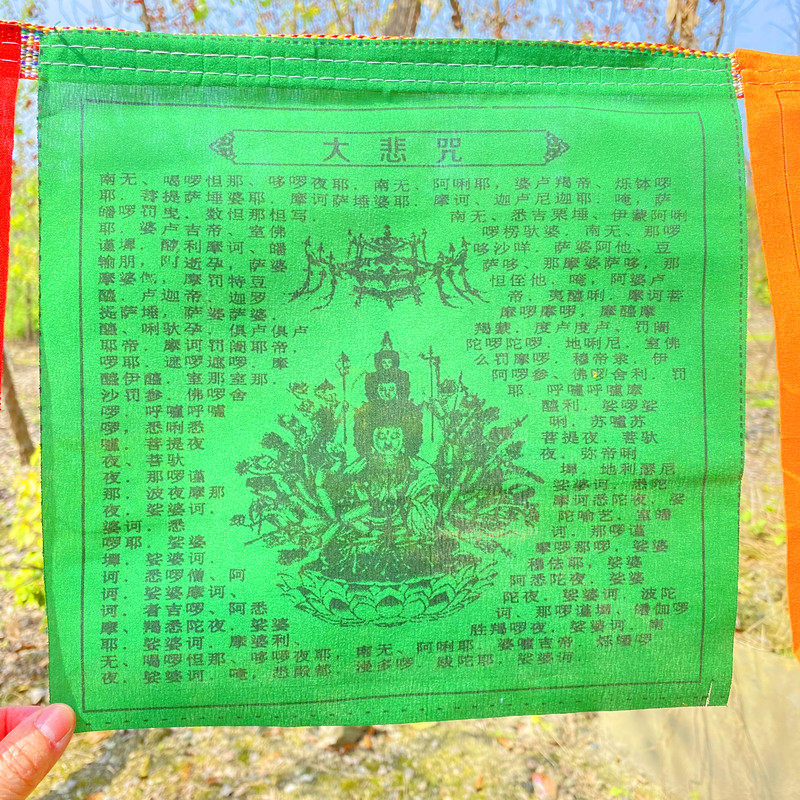 大悲咒
南无、喝啰怛那、哆啰夜耶．南无、阿唎耶，婆卢羯帝、烁钵啰
耶．菩提萨埵婆耶．摩诃萨埵婆耶．摩诃、迦卢尼迦耶．唵，萨
皤啰罚曳．数怛那怛写． 南无、悉吉栗埵、伊蒙阿唎
耶，婆卢吉帝、室佛 啰楞驮婆．南无、那啰
谨墀．醯利摩诃、皤 哆沙咩．萨婆阿他、豆
输朋，阿逝孕，萨婆 萨哆、那摩婆萨哆，那
摩婆伽，摩罚特豆 怛侄他．唵，阿婆卢
醯．卢迦帝．迦罗 帝．夷醯唎．摩诃菩
提萨埵，萨婆萨婆． 摩啰摩啰，摩醯摩
醯、唎驮孕．俱卢俱卢 羯蒙．度卢度卢、罚阇
耶帝．摩诃罚阇耶帝． 陀啰陀啰．地唎尼．室佛
啰耶．遮啰遮啰．摩 么罚摩啰，穆帝隶．伊
醯伊醯．室那室那． 阿啰参、佛啰舍利．罚
沙罚参．佛啰舍 耶．呼嚧呼嚧摩
啰．呼嚧呼嚧 醯利．娑啰娑
啰，悉唎悉 唎．苏嚧苏
嚧．菩提夜 菩提夜．菩驮
夜．菩驮 夜．弥帝唎
夜．那啰谨 墀．地利瑟尼
那．波夜摩那 娑婆诃．悉陀
夜．娑婆诃． 摩诃悉陀夜．娑
婆诃．悉 陀喻艺．室皤
啰耶．娑婆 诃．那啰谨
墀．娑婆诃． 摩啰那啰．娑婆
诃．悉啰僧、阿 穆佉耶，娑婆
诃．娑婆摩诃、 阿悉陀夜．娑婆
诃．者吉啰、阿悉 陀夜．娑婆诃．波陀
摩、羯悉陀夜．娑婆 诃．那啰谨墀、皤伽啰
耶．娑婆诃．摩婆利、 胜羯啰夜．娑婆诃．南
无、喝啰怛那、哆啰夜耶，南无、阿唎耶．婆嚧吉帝．烁皤啰
夜．娑婆诃．唵，悉殿都．漫多啰．跋陀耶．娑婆诃．